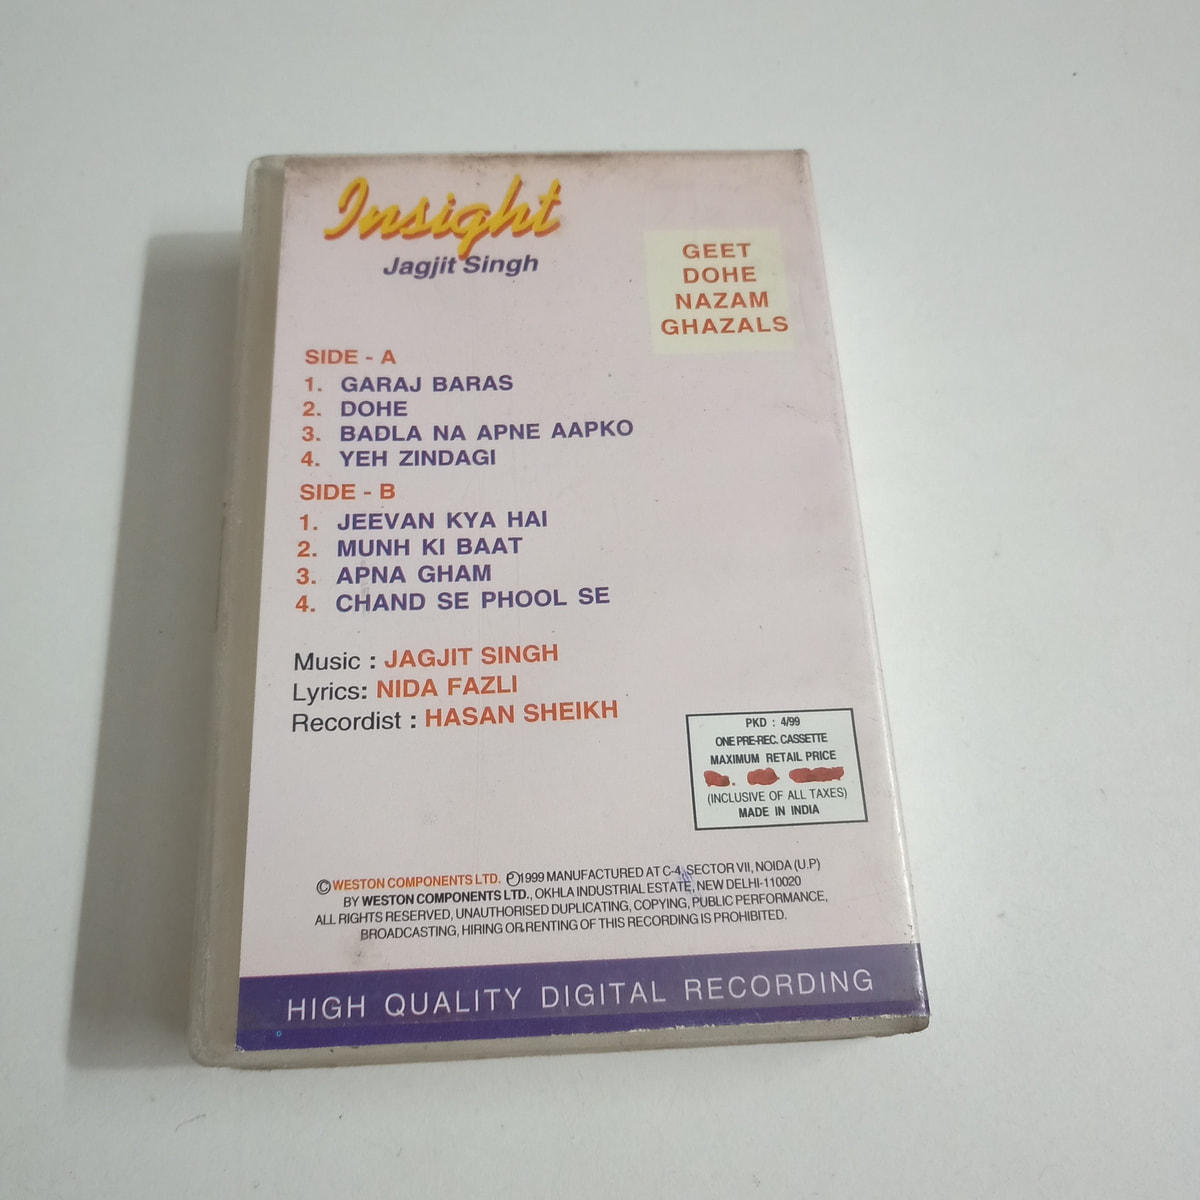 Insight
Jagjit Singh
GEET
DOHE
NAZAM
GHAZALS
SIDE - A
1. GARAJ BARAS
2. DOHE
3. BADLA NA APNE AAPKO
4. YEH ZINDAGI
SIDE - B
1. JEEVAN KYA HAI
2. MUNH KI BAAT
3. APNA GHAM
4. CHAND SE PHOOL SE
Music : JAGJIT SINGH
Lyrics: NIDA FAZLI
Recordist : HASAN SHEIKH
PKD : 4/99
ONE PRE-REC. CASSETTE
MAXIMUM RETAIL PRICE
(INCLUSIVE OF ALL TAXES)
MADE IN INDIA
© WESTON COMPONENTS LTD. ℗1999 MANUFACTURED AT C-4, SECTOR VII, NOIDA (U.P)
BY WESTON COMPONENTS LTD., OKHLA INDUSTRIAL ESTATE, NEW DELHI-110020
ALL RIGHTS RESERVED, UNAUTHORISED DUPLICATING, COPYING, PUBLIC PERFORMANCE,
BROADCASTING, HIRING OR RENTING OF THIS RECORDING IS PROHIBITED.
HIGH QUALITY DIGITAL RECORDING